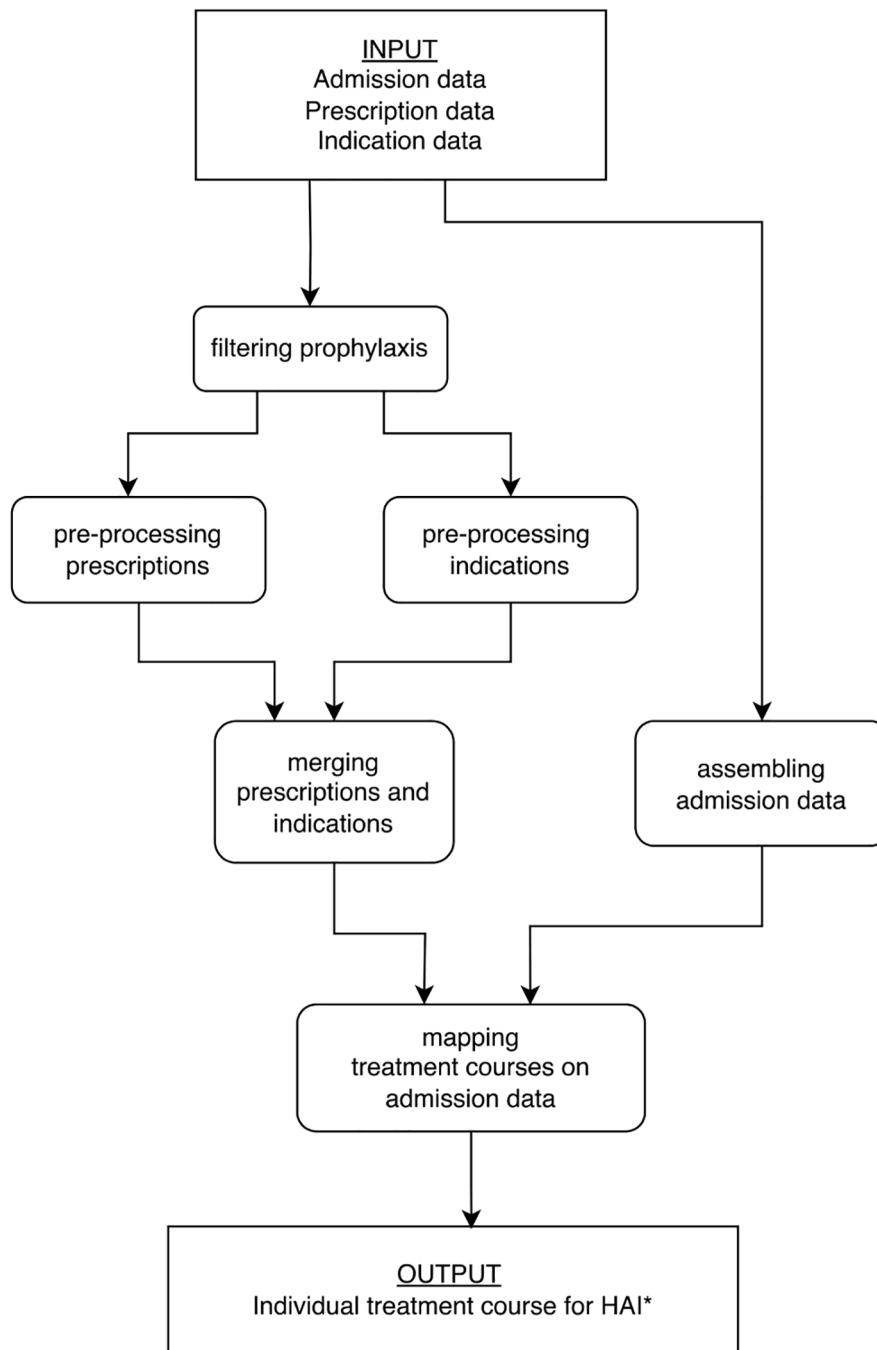 INPUT
Admission data
Prescription data
Indication data
filtering prophylaxis
pre-processing
prescriptions
pre-processing
indications
merging
prescriptions and
indications
assembling
admission data
mapping
treatment courses on
admission data
OUTPUT
Individual treatment course for HAI*